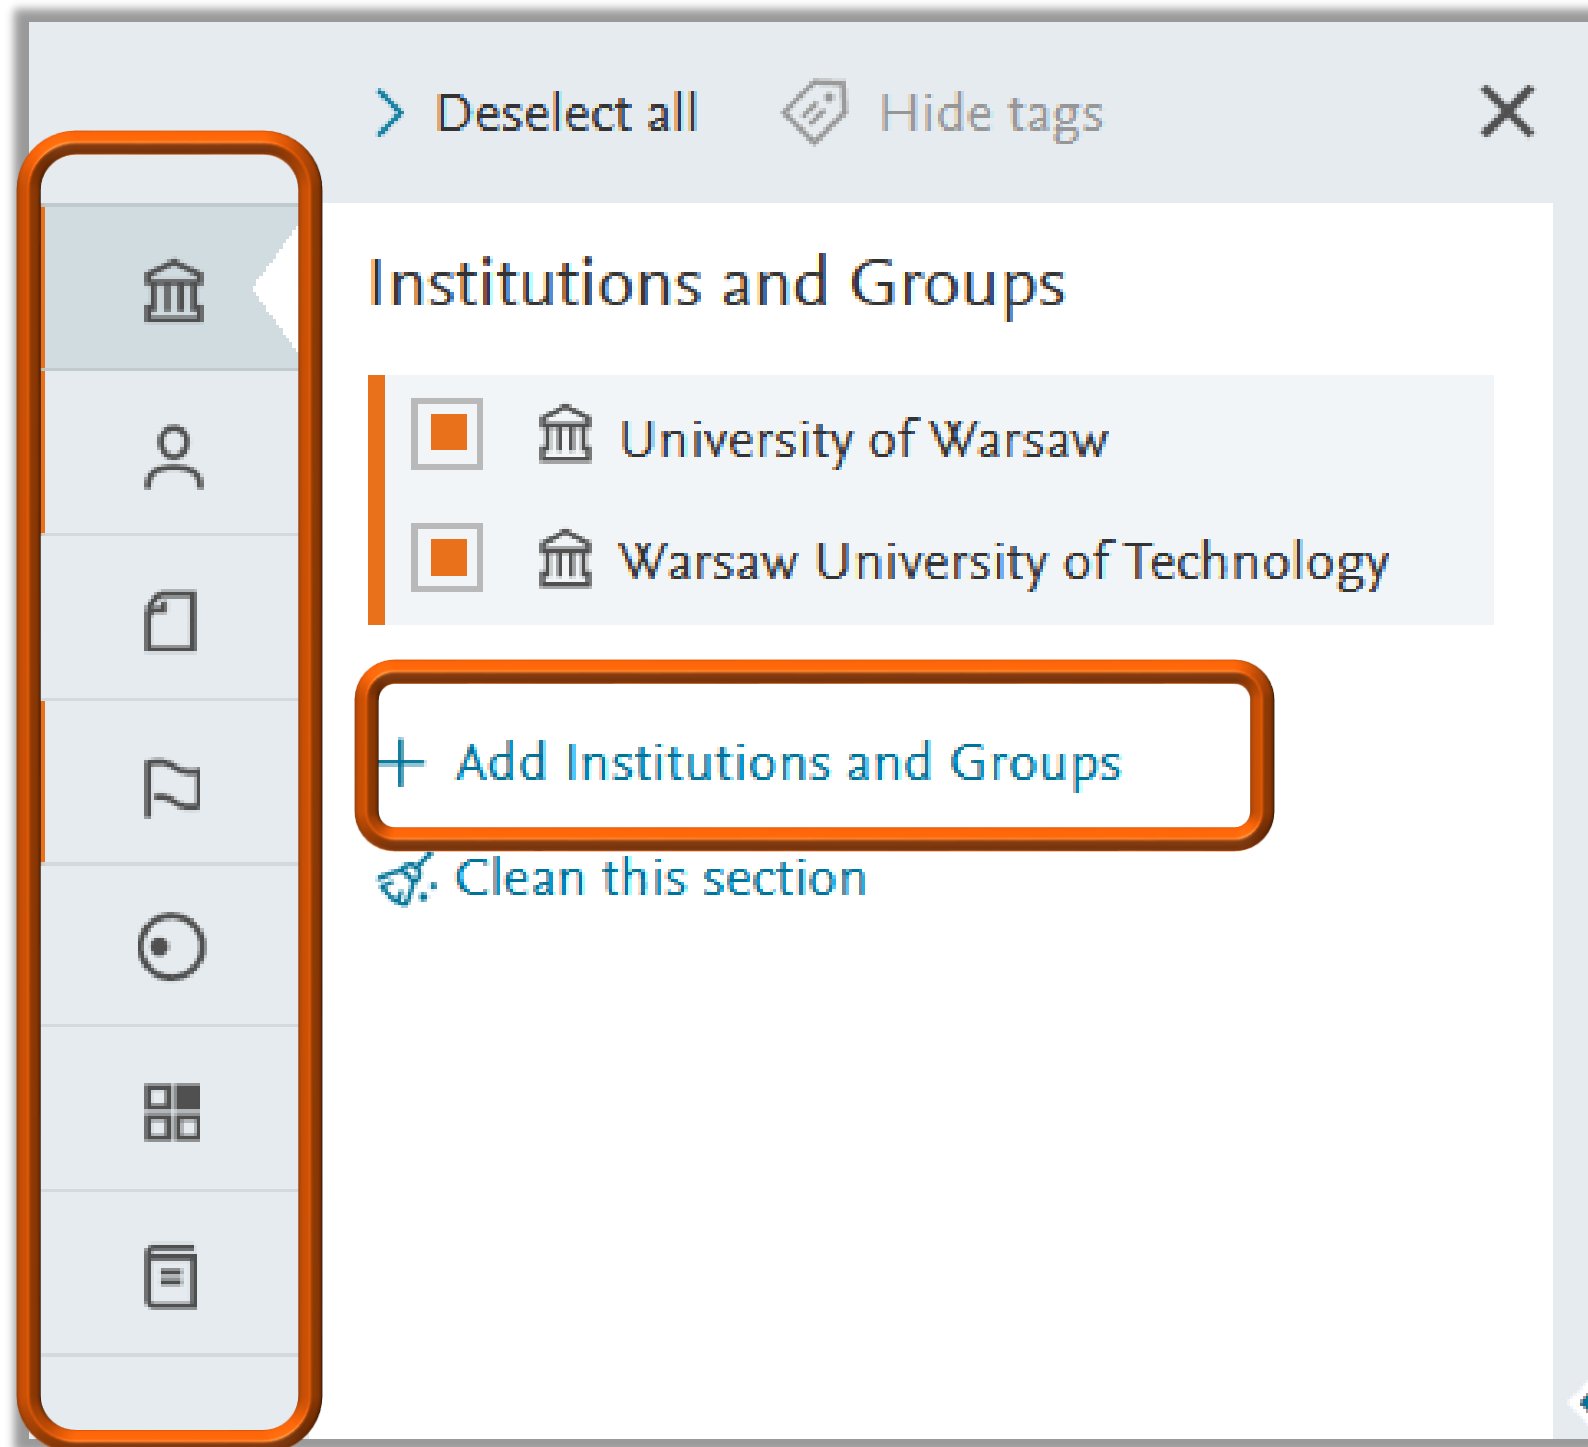 Deselect all Hide tags
Institutions and Groups
University of Warsaw
Warsaw University of Technology
Add Institutions and Groups
Clean this section